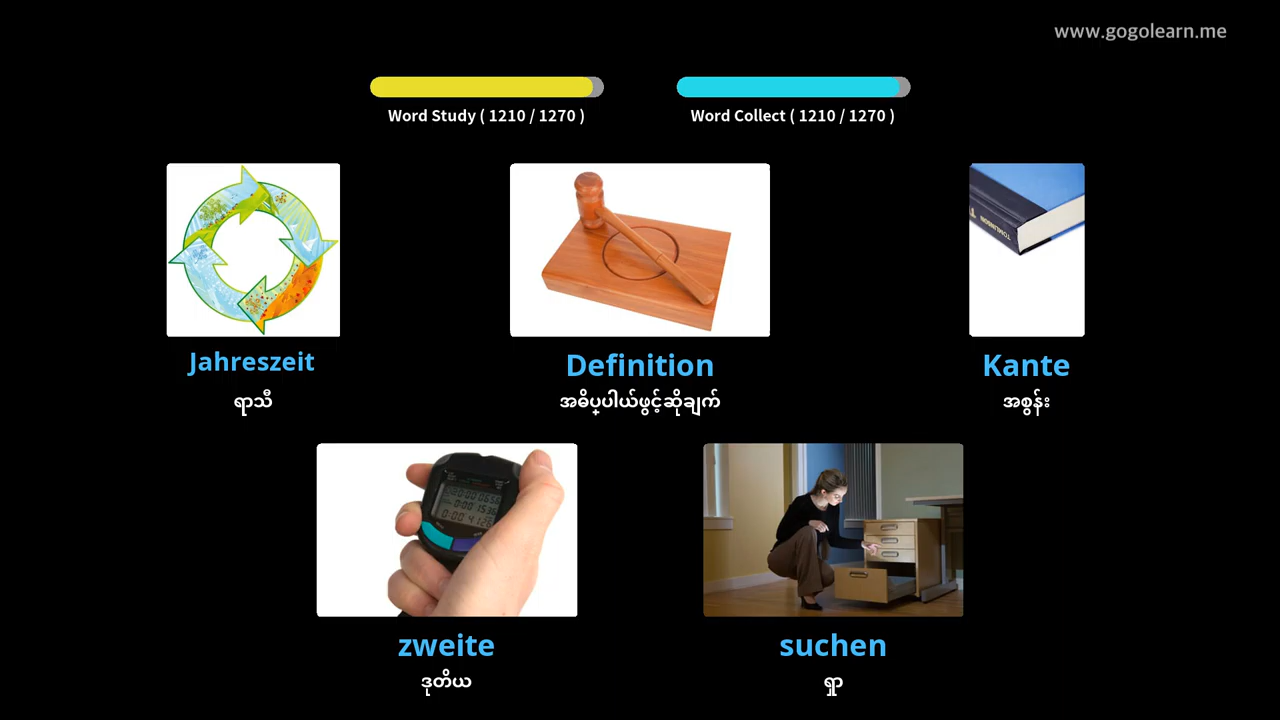 www.gogolearn.me
Word Study ( 1210 / 1270 )
Word Collect ( 1210 / 1270 )
TOMLINSON
Jahreszeit
Definition
Kante
ရာသီ
အဓိပ္ပါယ်ဖွင့်ဆိုချက်
အစွန်း
zweite
suchen
ဒုတိယ
ရှာ